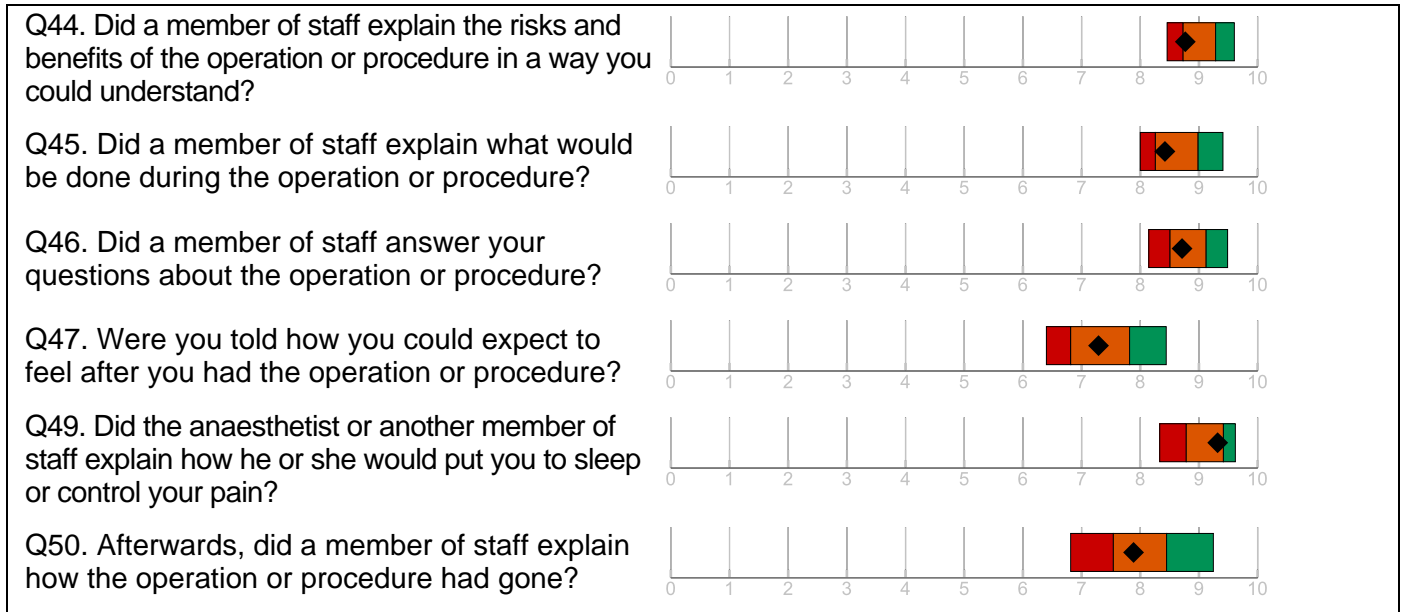 Q44. Did a member of staff explain the risks and
benefits of the operation or procedure in a way you
could understand?
0 1 2 3 4 5 6 7 8 9 10
Q45. Did a member of staff explain what would
be done during the operation or procedure?
0 1 2 3 4 5 6 7 8 9 10
Q46. Did a member of staff answer your
questions about the operation or procedure?
0 1 2 3 4 5 6 7 8 9 10
Q47. Were you told how you could expect to
feel after you had the operation or procedure?
0 1 2 3 4 5 6 7 8 9 10
Q49. Did the anaesthetist or another member of
staff explain how he or she would put you to sleep
or control your pain?
0 1 2 3 4 5 6 7 8 9 10
Q50. Afterwards, did a member of staff explain
how the operation or procedure had gone?
0 1 2 3 4 5 6 7 8 9 10